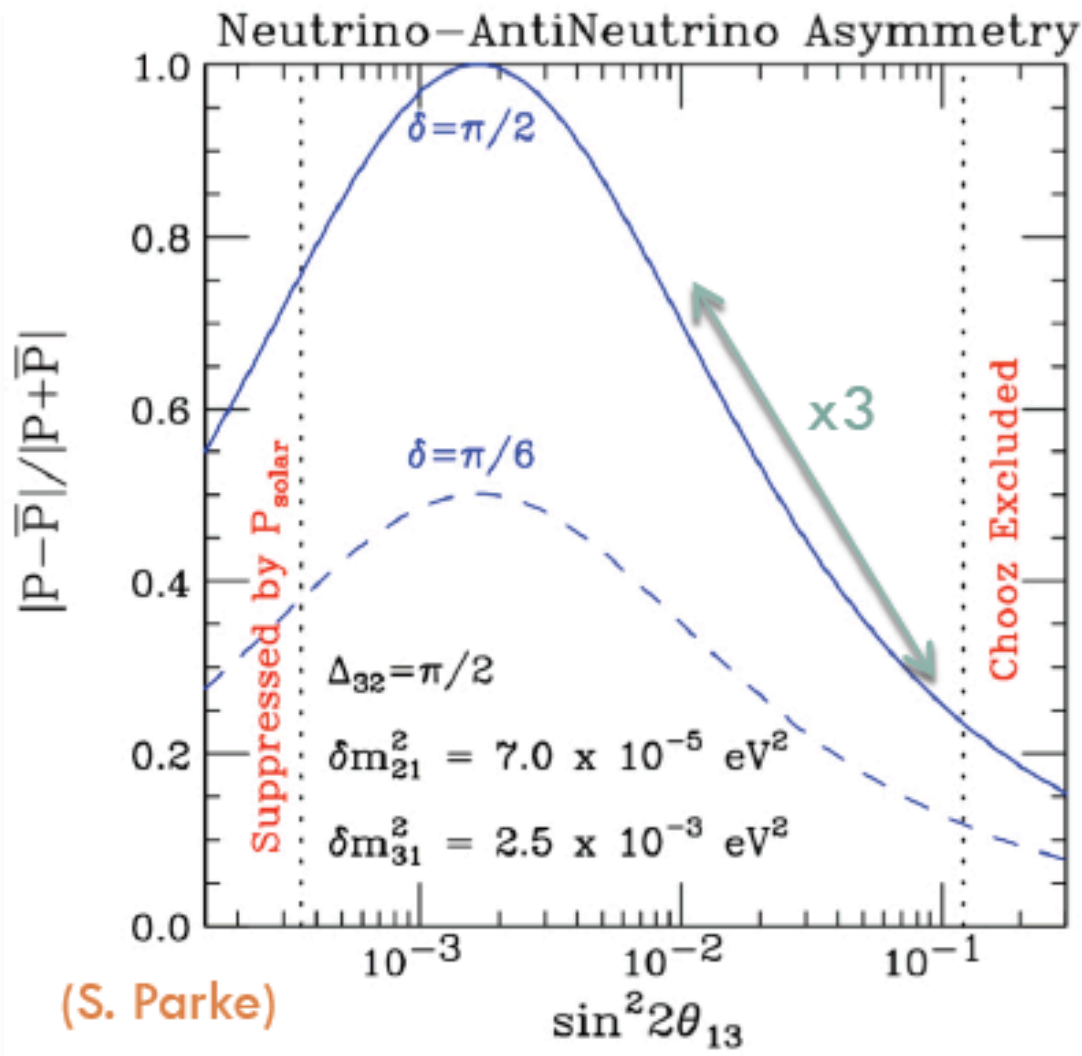 Neutrino−AntiNeutrino Asymmetry
|P−P̅|/|P+P̅|
1.0
0.8
0.6
0.4
0.2
0.0
δ=π/2
δ=π/6
x3
Suppressed by P_solar
Chooz Excluded
Δ₃₂=π/2
δm²₂₁ = 7.0 x 10⁻⁵ eV²
δm²₃₁ = 2.5 x 10⁻³ eV²
10⁻³ 10⁻² 10⁻¹
sin²2θ₁₃
(S. Parke)